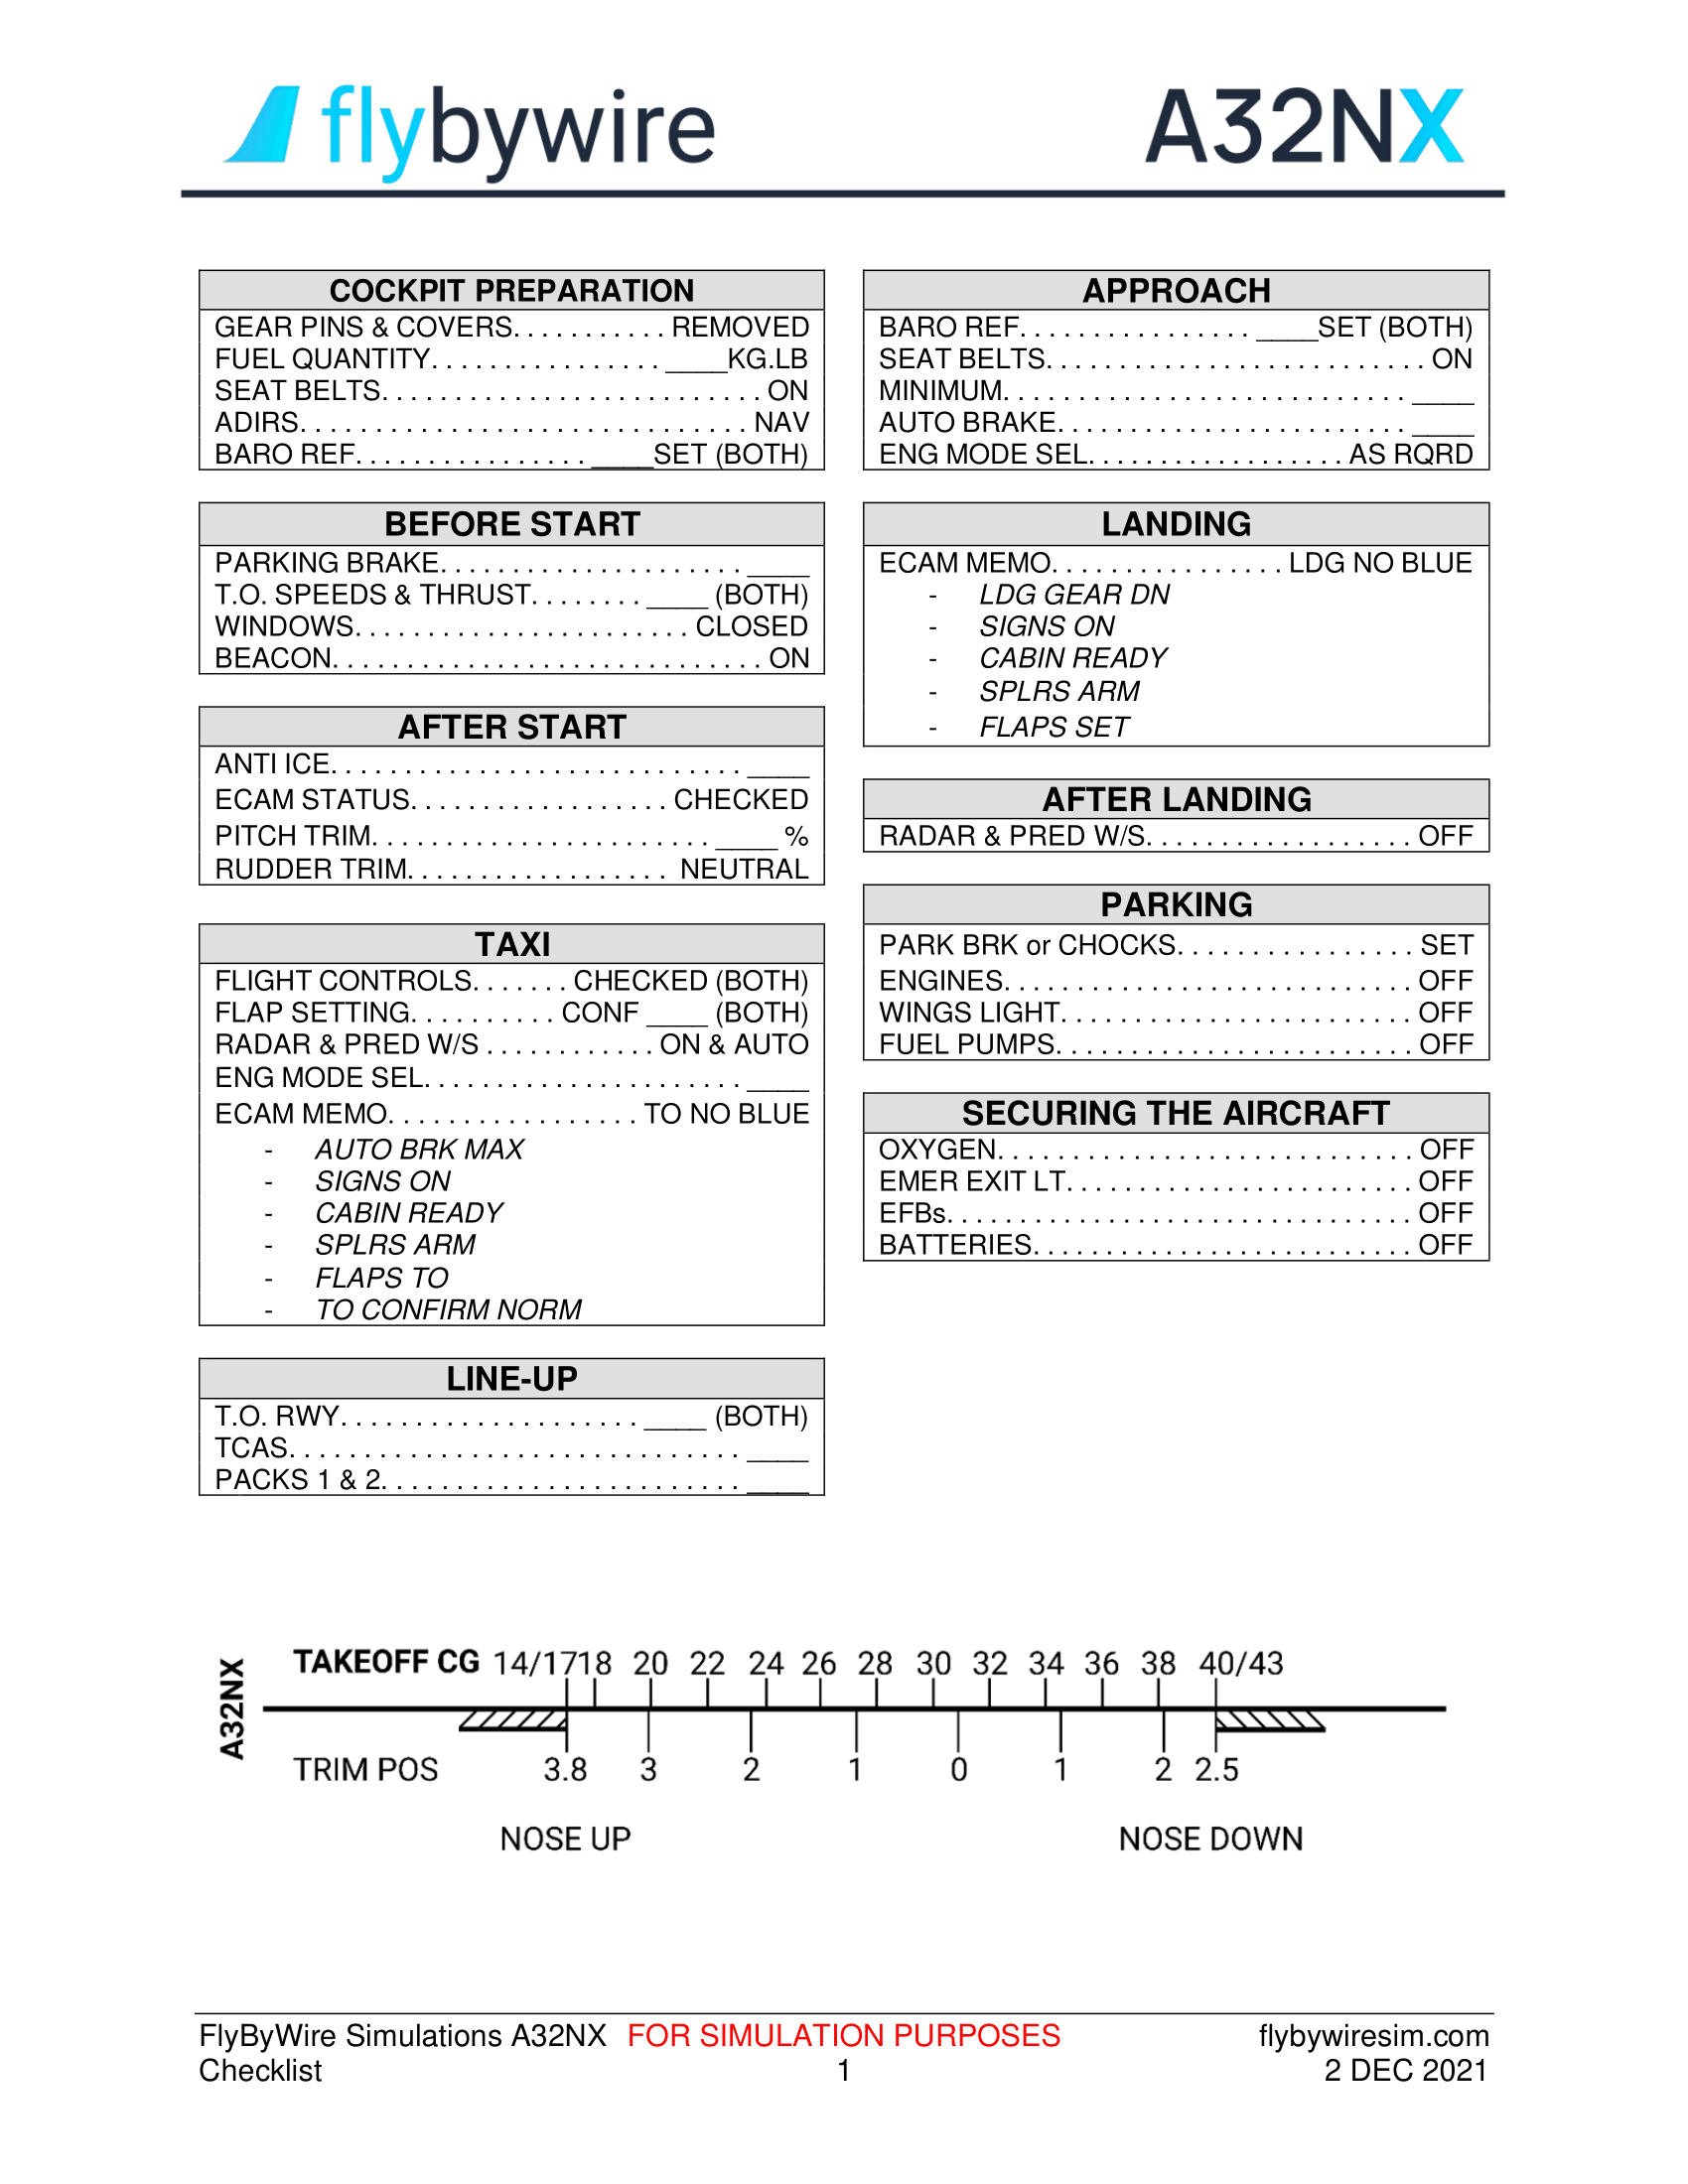 flybywire
A32NX
COCKPIT PREPARATION
GEAR PINS & COVERS. . . . . . . . . . . REMOVED
FUEL QUANTITY. . . . . . . . . . . . . . . . ____KG.LB
SEAT BELTS. . . . . . . . . . . . . . . . . . . . . . . . . . ON
ADIRS. . . . . . . . . . . . . . . . . . . . . . . . . . . . . . NAV
BARO REF. . . . . . . . . . . . . . . . ____SET (BOTH)
BEFORE START
PARKING BRAKE. . . . . . . . . . . . . . . . . . . . . ____
T.O. SPEEDS & THRUST. . . . . . . . ____ (BOTH)
WINDOWS. . . . . . . . . . . . . . . . . . . . . . . CLOSED
BEACON. . . . . . . . . . . . . . . . . . . . . . . . . . . . . ON
AFTER START
ANTI ICE. . . . . . . . . . . . . . . . . . . . . . . . . . . . ____
ECAM STATUS. . . . . . . . . . . . . . . . . . CHECKED
PITCH TRIM. . . . . . . . . . . . . . . . . . . . . . . ____ %
RUDDER TRIM. . . . . . . . . . . . . . . . . . NEUTRAL
TAXI
FLIGHT CONTROLS. . . . . . . CHECKED (BOTH)
FLAP SETTING. . . . . . . . . . CONF ____ (BOTH)
RADAR & PRED W/S . . . . . . . . . . . . ON & AUTO
ENG MODE SEL. . . . . . . . . . . . . . . . . . . . . . ____
ECAM MEMO. . . . . . . . . . . . . . . . . TO NO BLUE
- AUTO BRK MAX
- SIGNS ON
- CABIN READY
- SPLRS ARM
- FLAPS TO
- TO CONFIRM NORM
LINE-UP
T.O. RWY. . . . . . . . . . . . . . . . . . . . ____ (BOTH)
TCAS. . . . . . . . . . . . . . . . . . . . . . . . . . . . . . ____
PACKS 1 & 2. . . . . . . . . . . . . . . . . . . . . . . . ____
APPROACH
BARO REF. . . . . . . . . . . . . . . . ____SET (BOTH)
SEAT BELTS. . . . . . . . . . . . . . . . . . . . . . . . . . ON
MINIMUM. . . . . . . . . . . . . . . . . . . . . . . . . . . ____
AUTO BRAKE. . . . . . . . . . . . . . . . . . . . . . . . ____
ENG MODE SEL. . . . . . . . . . . . . . . . . AS RQRD
LANDING
ECAM MEMO. . . . . . . . . . . . . . . . LDG NO BLUE
- LDG GEAR DN
- SIGNS ON
- CABIN READY
- SPLRS ARM
- FLAPS SET
AFTER LANDING
RADAR & PRED W/S. . . . . . . . . . . . . . . . . . OFF
PARKING
PARK BRK or CHOCKS. . . . . . . . . . . . . . . . SET
ENGINES. . . . . . . . . . . . . . . . . . . . . . . . . . . . OFF
WINGS LIGHT. . . . . . . . . . . . . . . . . . . . . . . . OFF
FUEL PUMPS. . . . . . . . . . . . . . . . . . . . . . . . OFF
SECURING THE AIRCRAFT
OXYGEN. . . . . . . . . . . . . . . . . . . . . . . . . . . . OFF
EMER EXIT LT. . . . . . . . . . . . . . . . . . . . . . . . OFF
EFBs. . . . . . . . . . . . . . . . . . . . . . . . . . . . . . . . OFF
BATTERIES. . . . . . . . . . . . . . . . . . . . . . . . . . OFF
A32NX
TAKEOFF CG 14/17 18 20 22 24 26 28 30 32 34 36 38 40/43
TRIM POS 3.8 3 2 1 0 1 2 2.5
NOSE UP NOSE DOWN
FlyByWire Simulations A32NX FOR SIMULATION PURPOSES flybywiresim.com
Checklist 1 2 DEC 2021